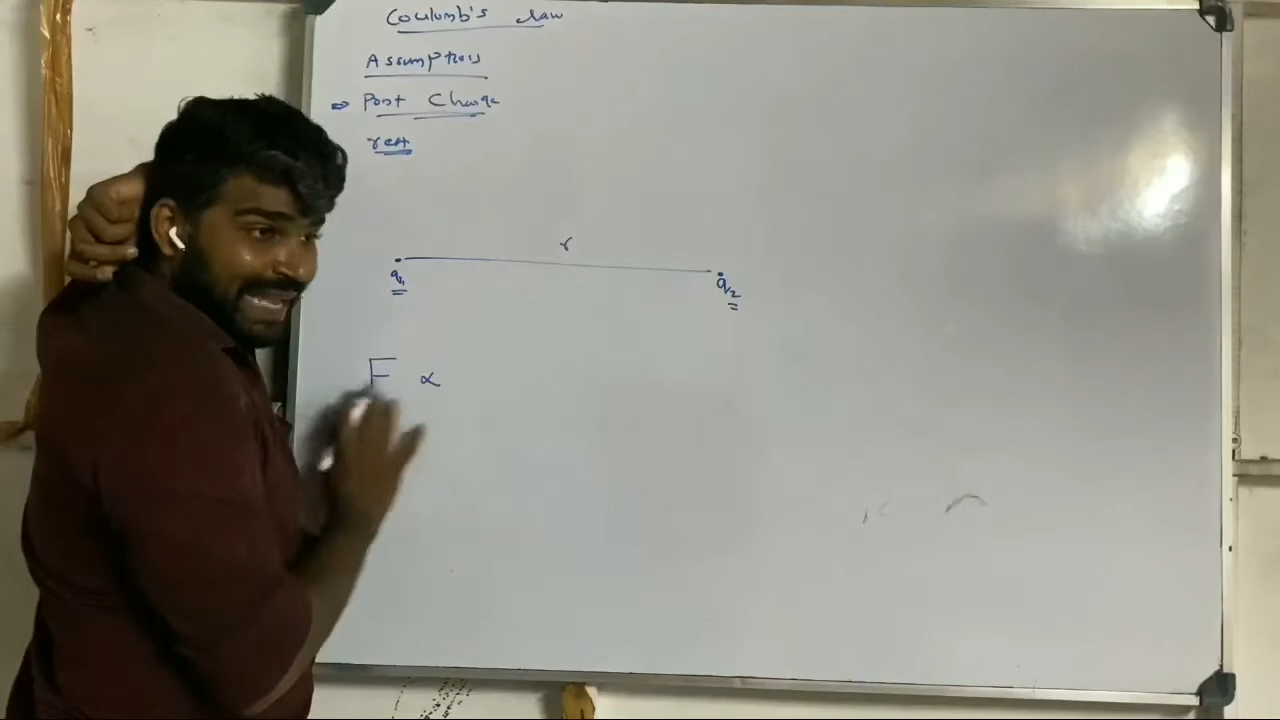 Coulomb's law
Assumptions
⇒ Point Charge
rest
r
q1 q2
F ∝